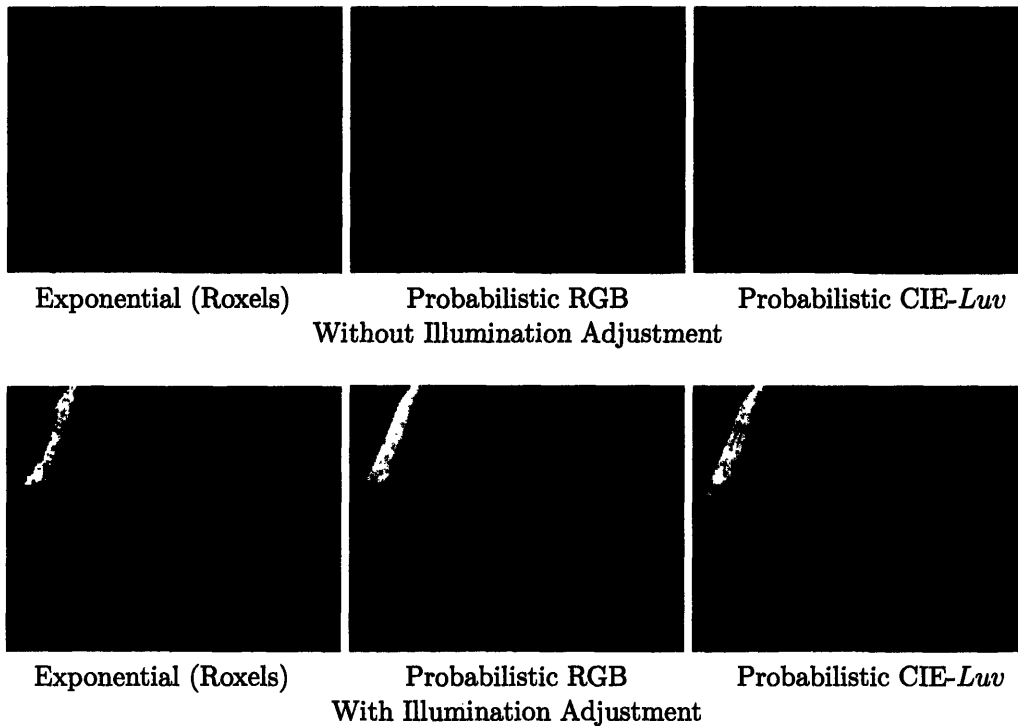 Exponential (Roxels) Probabilistic RGB Probabilistic CIE-Luv
Without Illumination Adjustment
Exponential (Roxels) Probabilistic RGB Probabilistic CIE-Luv
With Illumination Adjustment